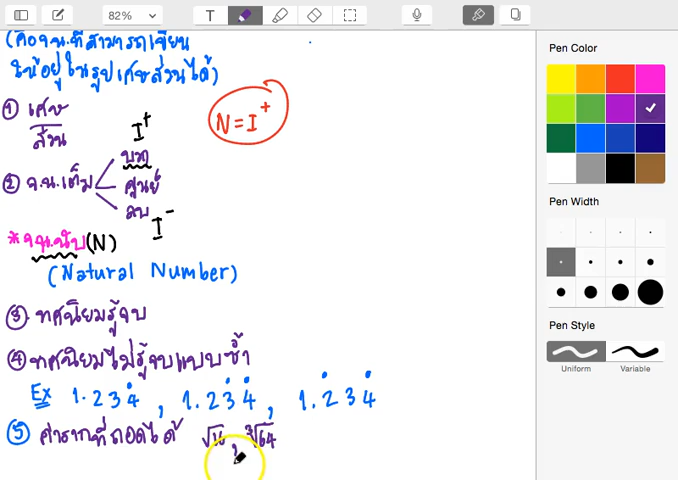 82%
T
(คือจ.น.ที่สามารถเขียน
ให้อยู่ในรูปเศษส่วนได้)
① เศษ
ส่วน
I⁺
N = I⁺
② จ.น.เต็ม
บวก
ศูนย์
ลบ I⁻
*จ.น.นับ (N)
(Natural Number)
③ ทศนิยมรู้จบ
④ ทศนิยมไม่รู้จบแบบซ้ำ
Ex 1.234̇ , 1.23̇4̇ , 1.2̇34̇
⑤ ค่ารากที่ถอดได้ √16 , ³√64
Pen Color
Pen Width
Pen Style
Uniform Variable